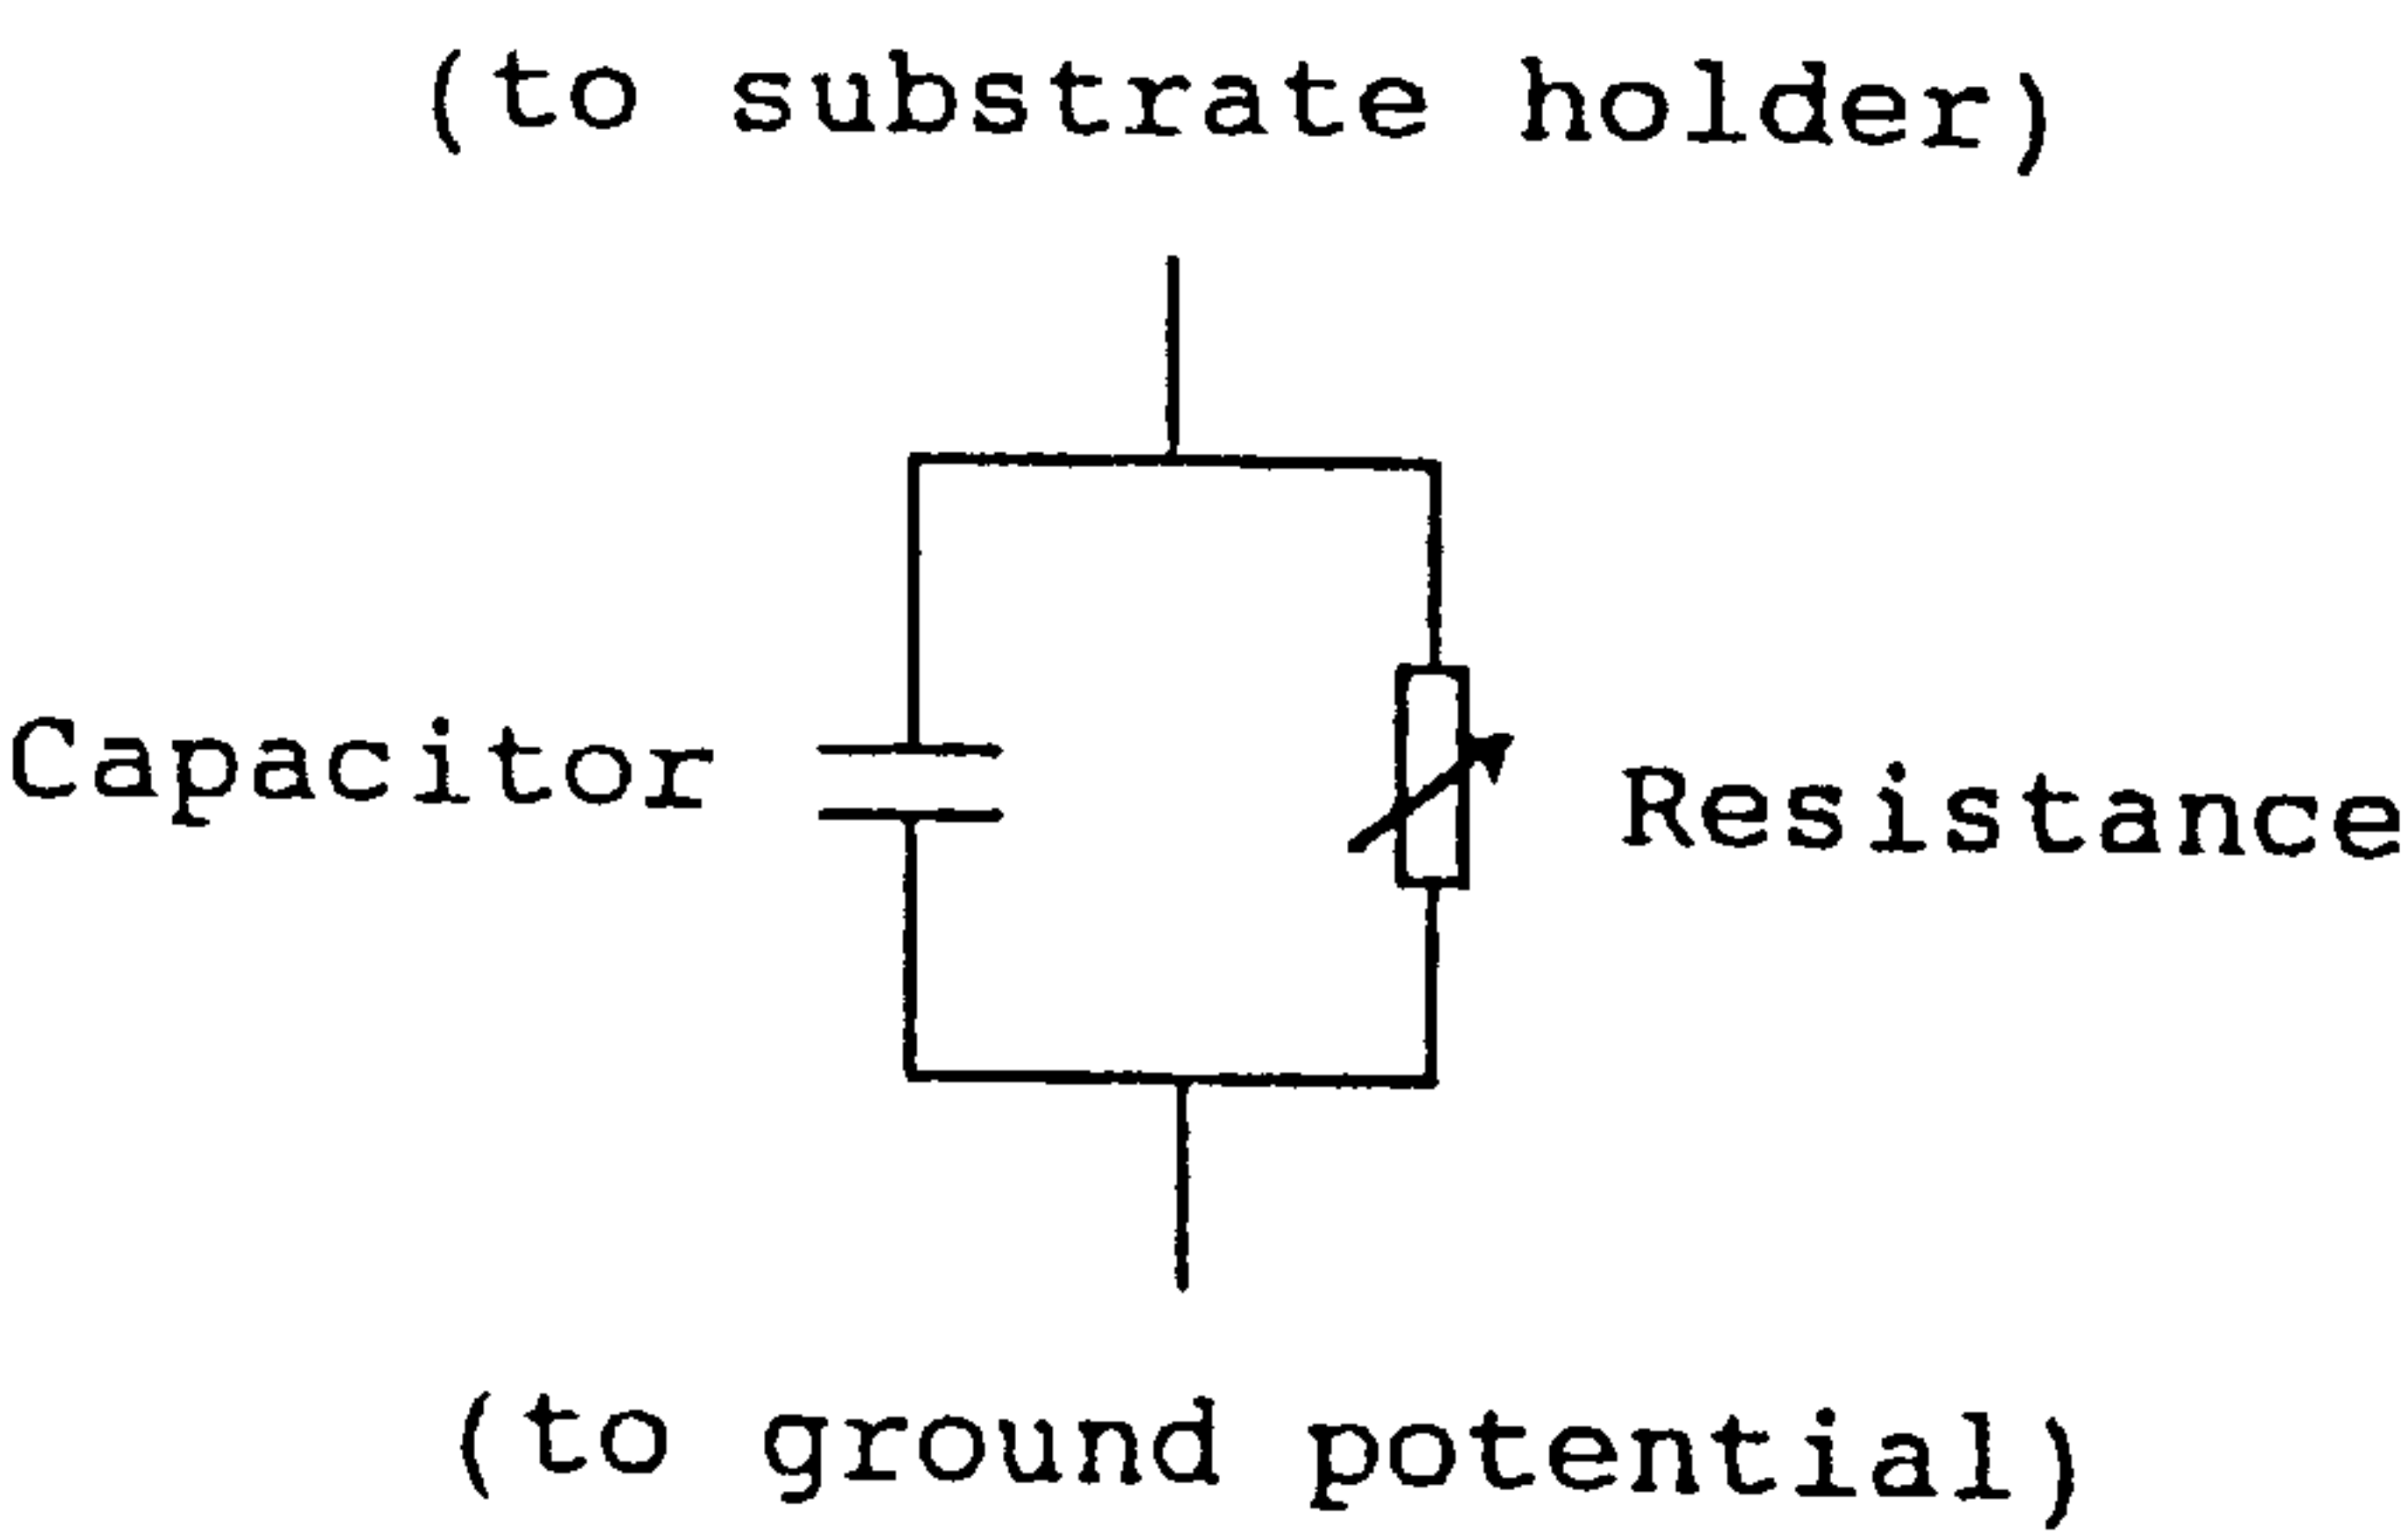 (to substrate holder)
Capacitor
Resistance
(to ground potential)